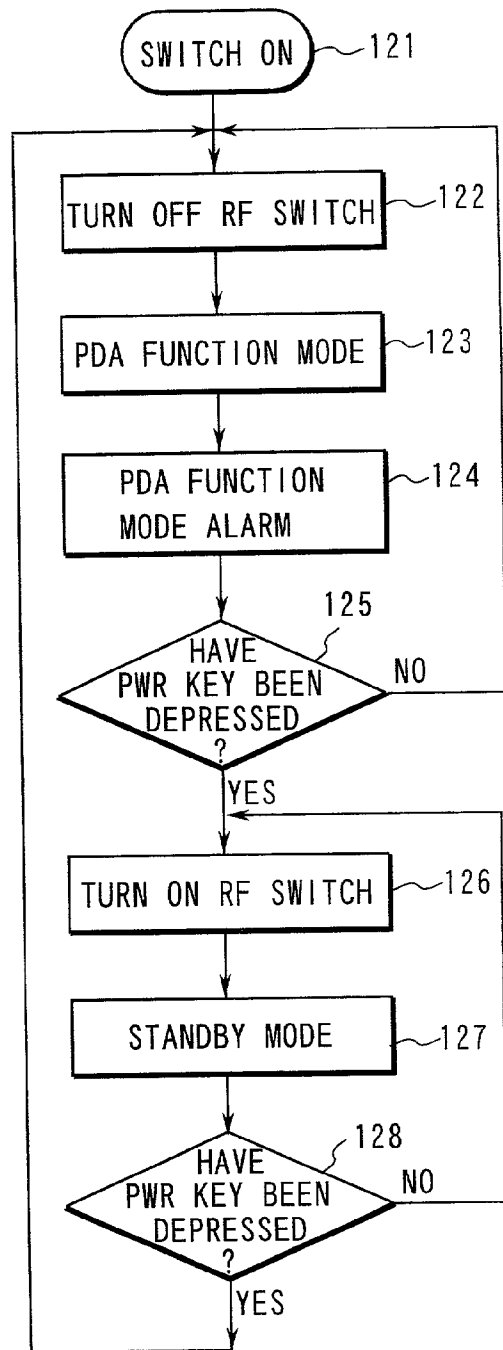 SWITCH ON
121
TURN OFF RF SWITCH
122
PDA FUNCTION MODE
123
PDA FUNCTION
MODE ALARM
124
125
HAVE
PWR KEY BEEN
DEPRESSED
?
NO
YES
TURN ON RF SWITCH
126
STANDBY MODE
127
128
HAVE
PWR KEY BEEN
DEPRESSED
?
NO
YES